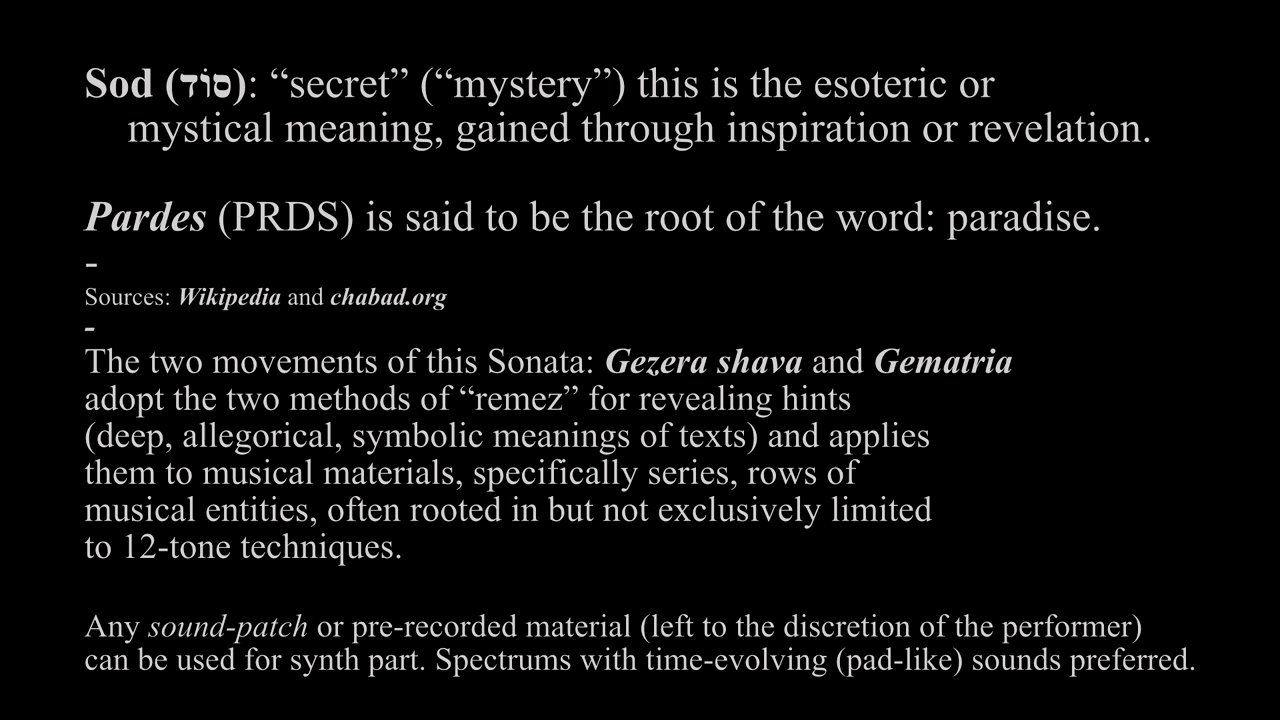 Sod (סוֹד): “secret” (“mystery”) this is the esoteric or
mystical meaning, gained through inspiration or revelation.
Pardes (PRDS) is said to be the root of the word: paradise.
-
Sources: Wikipedia and chabad.org
-
The two movements of this Sonata: Gezera shava and Gematria
adopt the two methods of “remez” for revealing hints
(deep, allegorical, symbolic meanings of texts) and applies
them to musical materials, specifically series, rows of
musical entities, often rooted in but not exclusively limited
to 12-tone techniques.
Any sound-patch or pre-recorded material (left to the discretion of the performer)
can be used for synth part. Spectrums with time-evolving (pad-like) sounds preferred.